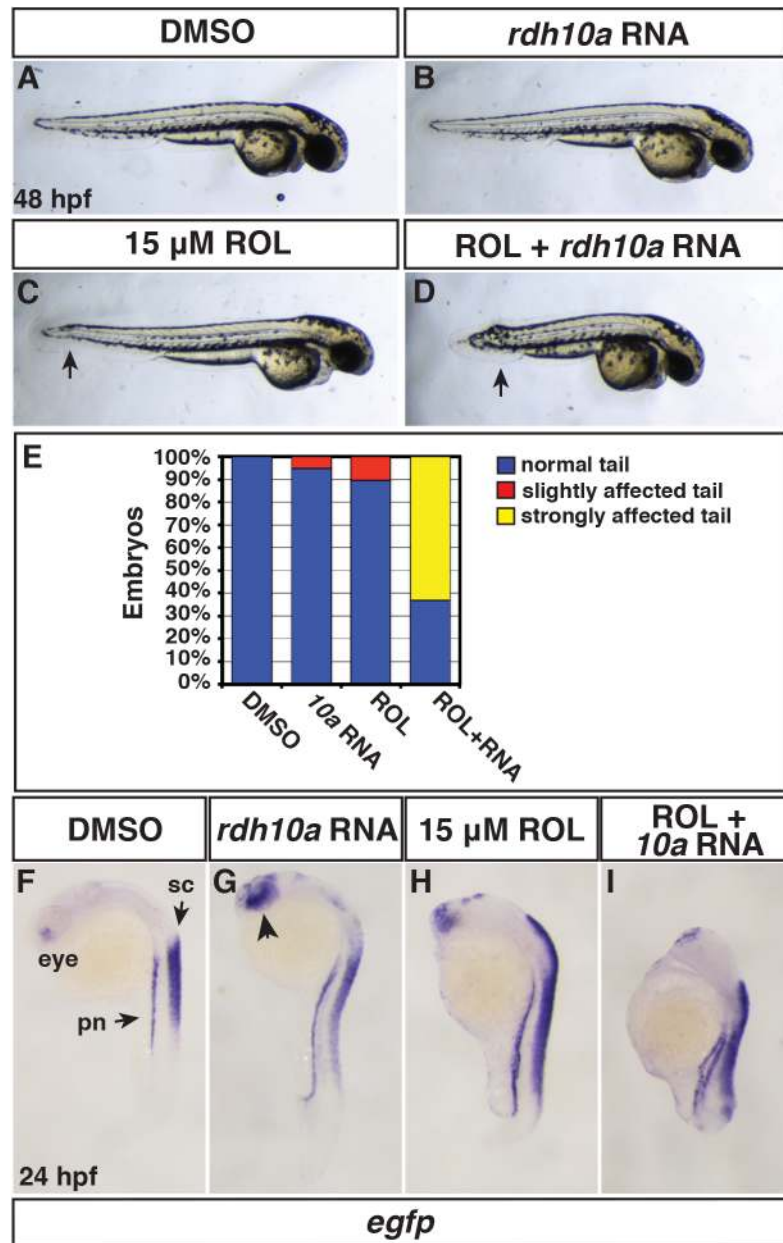 DMSO
rdh10a RNA
A
B
48 hpf
15 µM ROL
ROL + rdh10a RNA
C
D
E
100%
90%
80%
70%
60%
50%
40%
30%
20%
10%
0%
Embryos
DMSO
10a RNA
ROL
ROL+RNA
normal tail
slightly affected tail
strongly affected tail
DMSO
rdh10a RNA
15 µM ROL
ROL +
10a RNA
F
sc
G
H
I
eye
pn
24 hpf
egfp